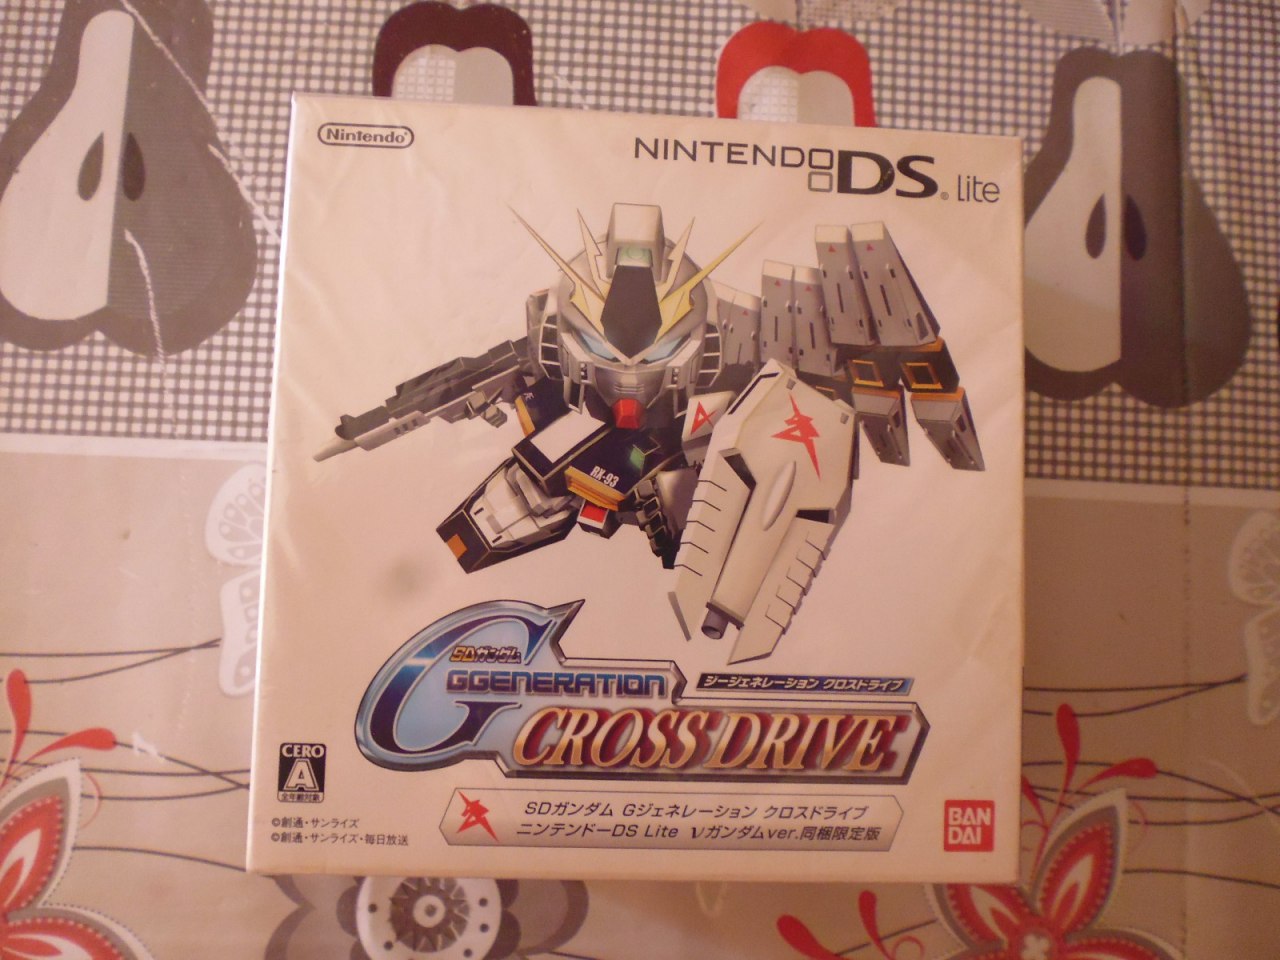 Nintendo
NINTENDO DS® lite
RX-93
SDガンダム
GGENERATION
ジージェネレーション クロスドライブ
CROSS DRIVE
CERO
A
全年齢対象
SDガンダム Gジェネレーション クロスドライブ
ニンテンドーDS Lite νガンダムver.同梱限定版
©創通・サンライズ
©創通・サンライズ・毎日放送
BAN
DAI